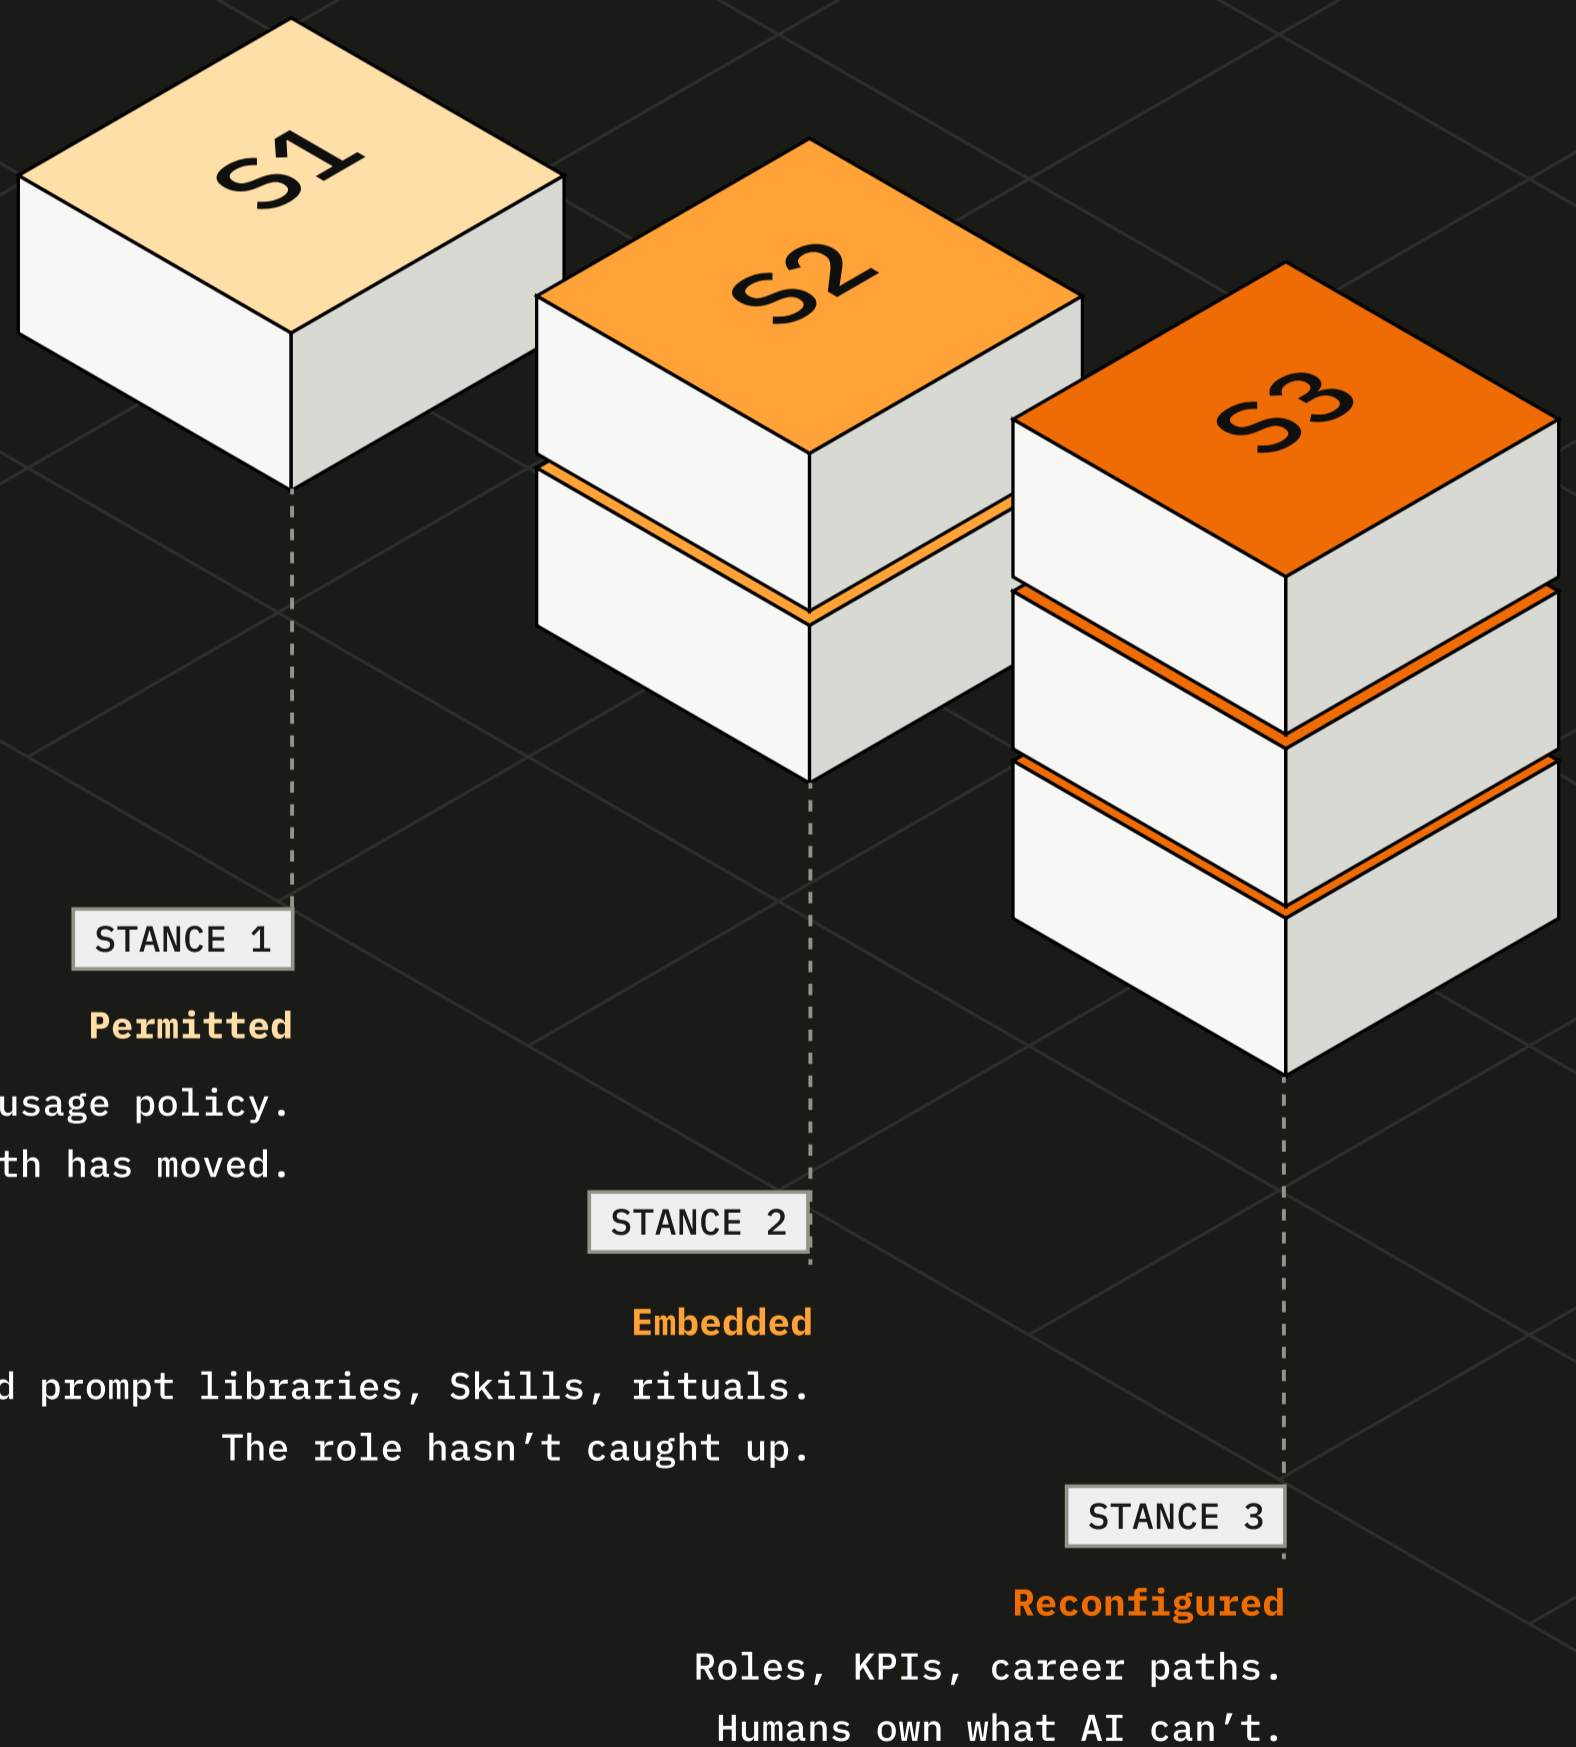 S1
S2
S3
STANCE 1
Permitted
usage policy.
th has moved.
STANCE 2
Embedded
d prompt libraries, Skills, rituals.
The role hasn’t caught up.
STANCE 3
Reconfigured
Roles, KPIs, career paths.
Humans own what AI can’t.